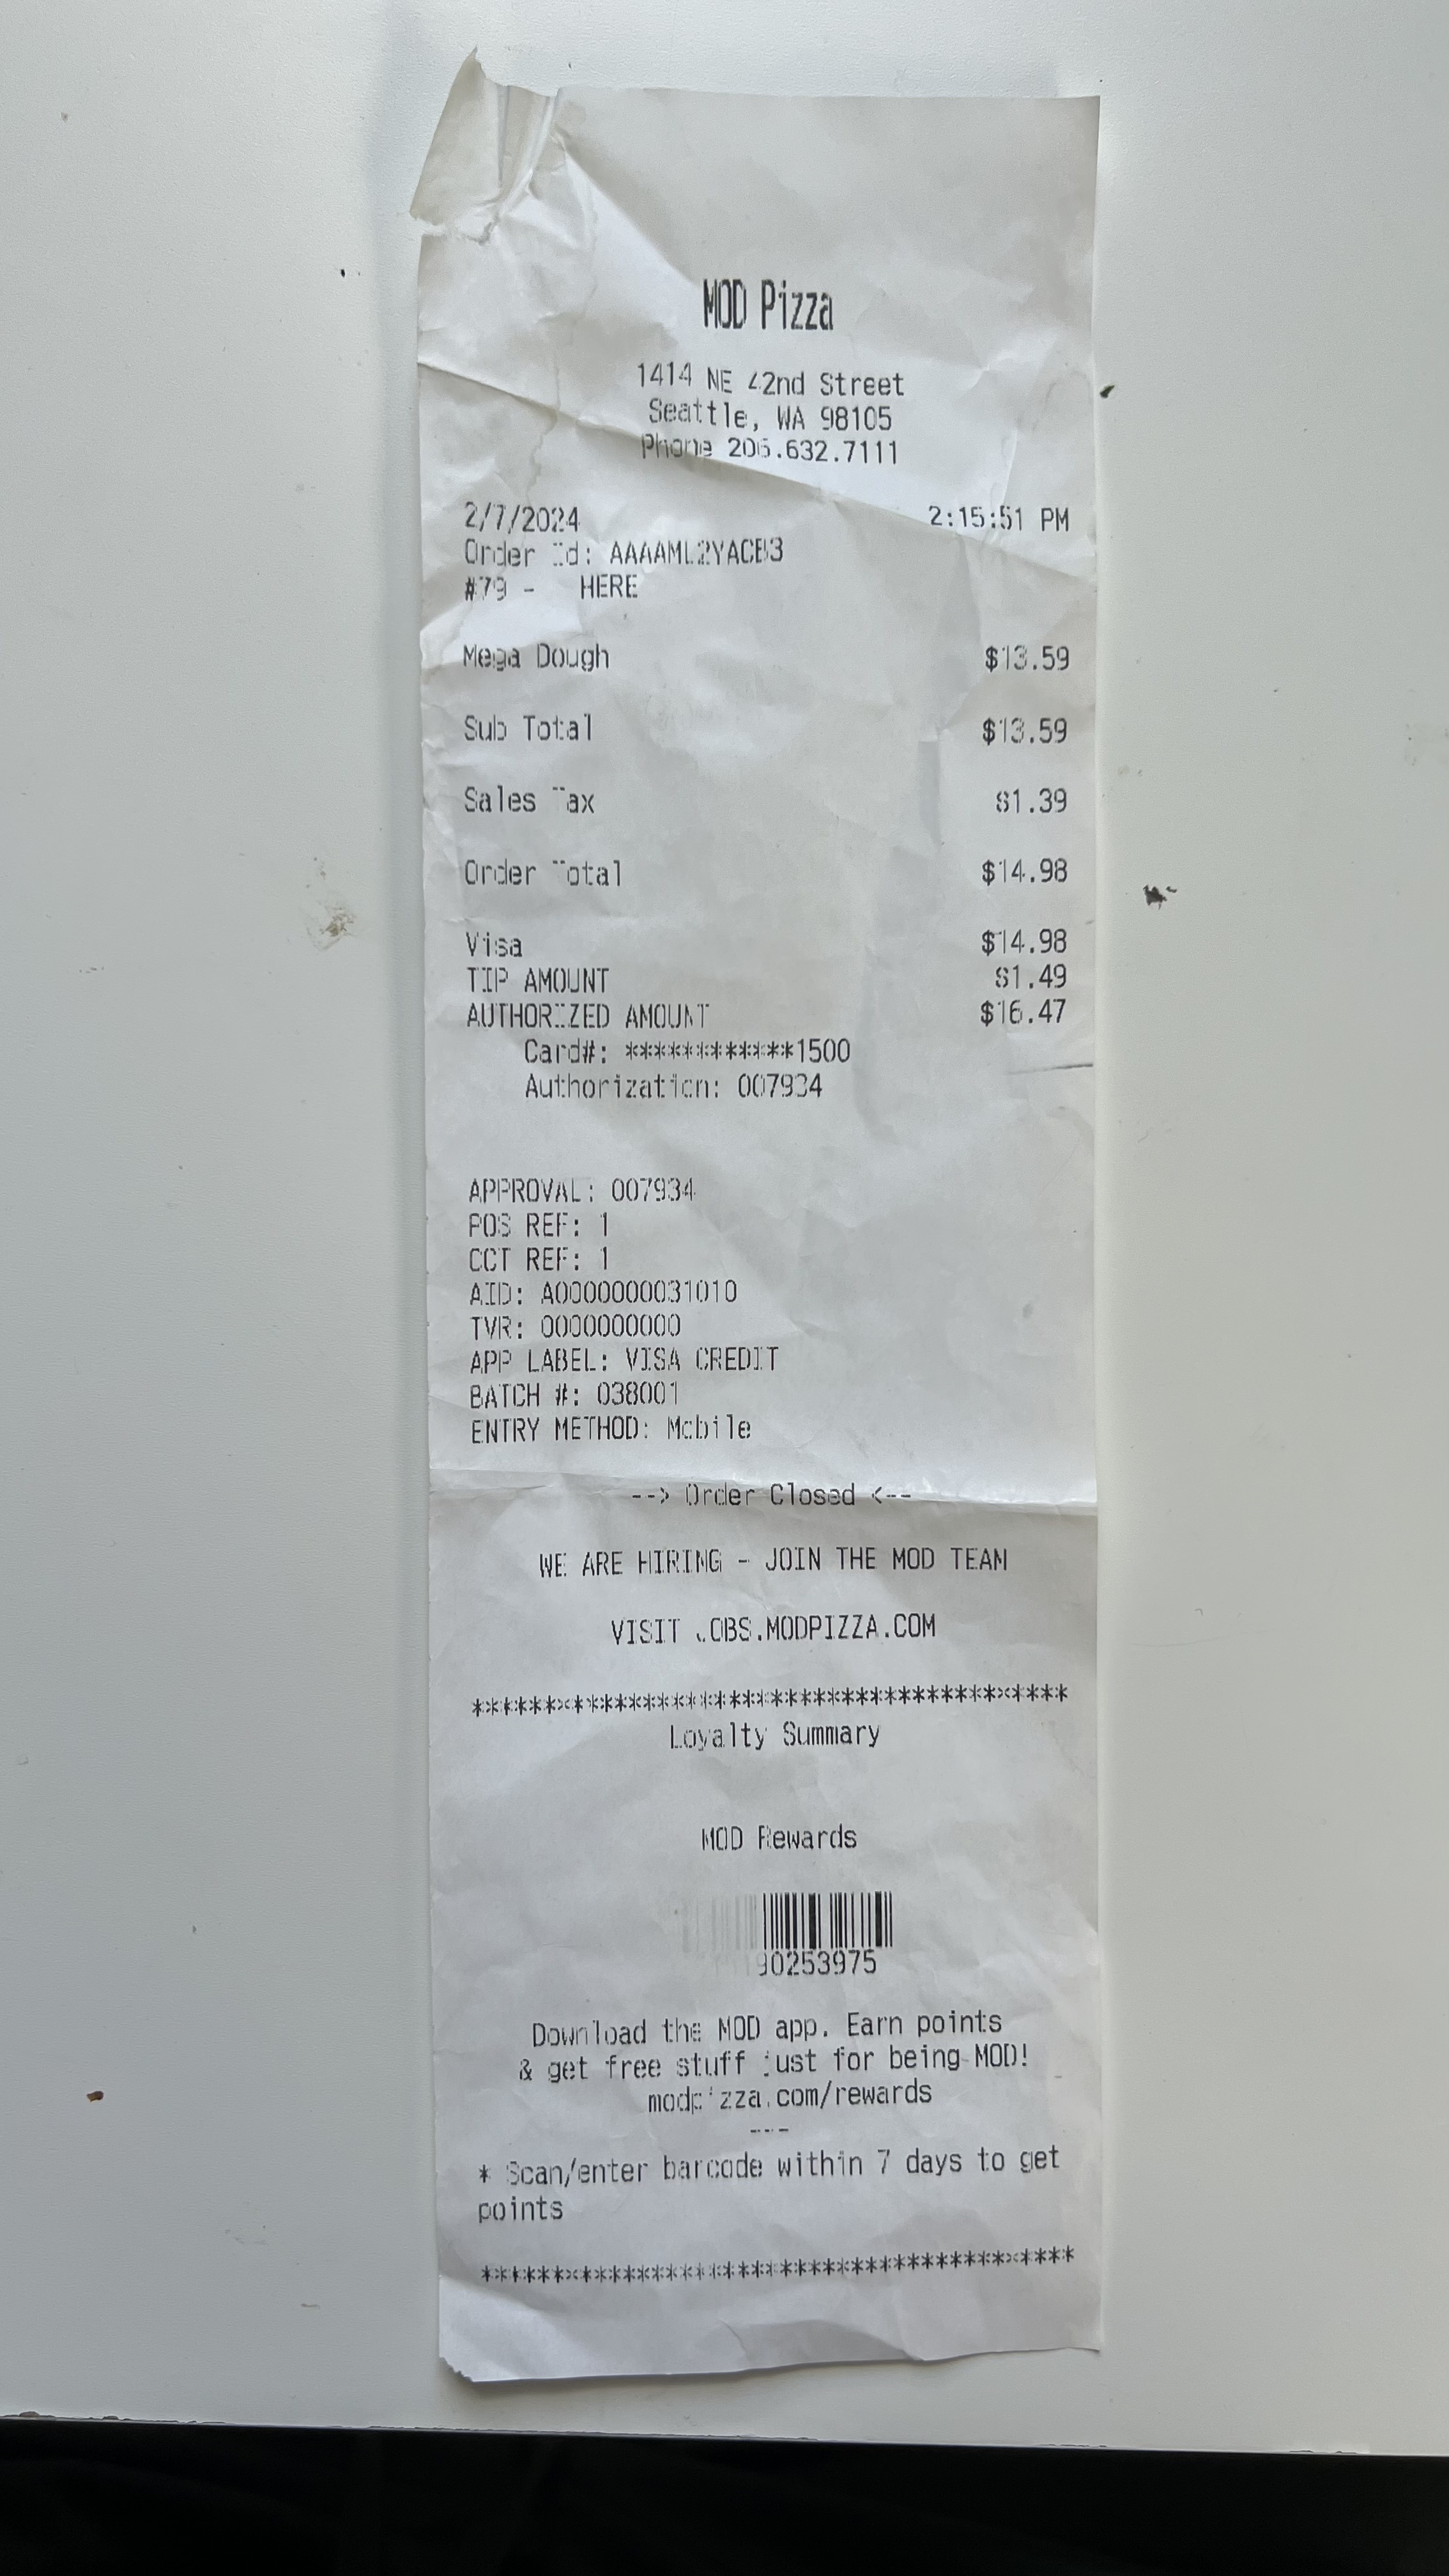 MOD Pizza
1414 NE 42nd Street
Seattle, WA 98105
Phone 206.632.7111
2/7/2024 2:15:51 PM
Order Id: AAAAML2YACB3
#79 - HERE
Mega Dough $13.59
Sub Total $13.59
Sales Tax $1.39
Order Total $14.98
Visa $14.98
TIP AMOUNT $1.49
AUTHORIZED AMOUNT $16.47
Card#: ************1500
Authorization: 007934
APPROVAL: 007934
POS REF: 1
CCT REF: 1
AID: A0000000031010
TVR: 0000000000
APP LABEL: VISA CREDIT
BATCH #: 038001
ENTRY METHOD: Mobile
--> Order Closed <--
WE ARE HIRING - JOIN THE MOD TEAM
VISIT JOBS.MODPIZZA.COM
******************************************
Loyalty Summary
MOD Rewards
90253975
Download the MOD app. Earn points
& get free stuff just for being MOD!
modpizza.com/rewards
---
* Scan/enter barcode within 7 days to get
points
******************************************